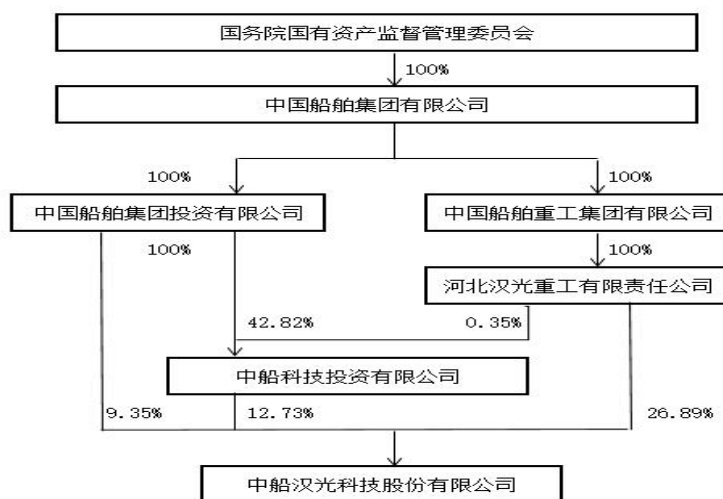 国务院国有资产监督管理委员会
100%
中国船舶集团有限公司
100%
100%
中国船舶集团投资有限公司
中国船舶重工集团有限公司
100%
100%
河北汉光重工有限责任公司
42.82%
0.35%
中船科技投资有限公司
9.35%
12.73%
26.89%
中船汉光科技股份有限公司